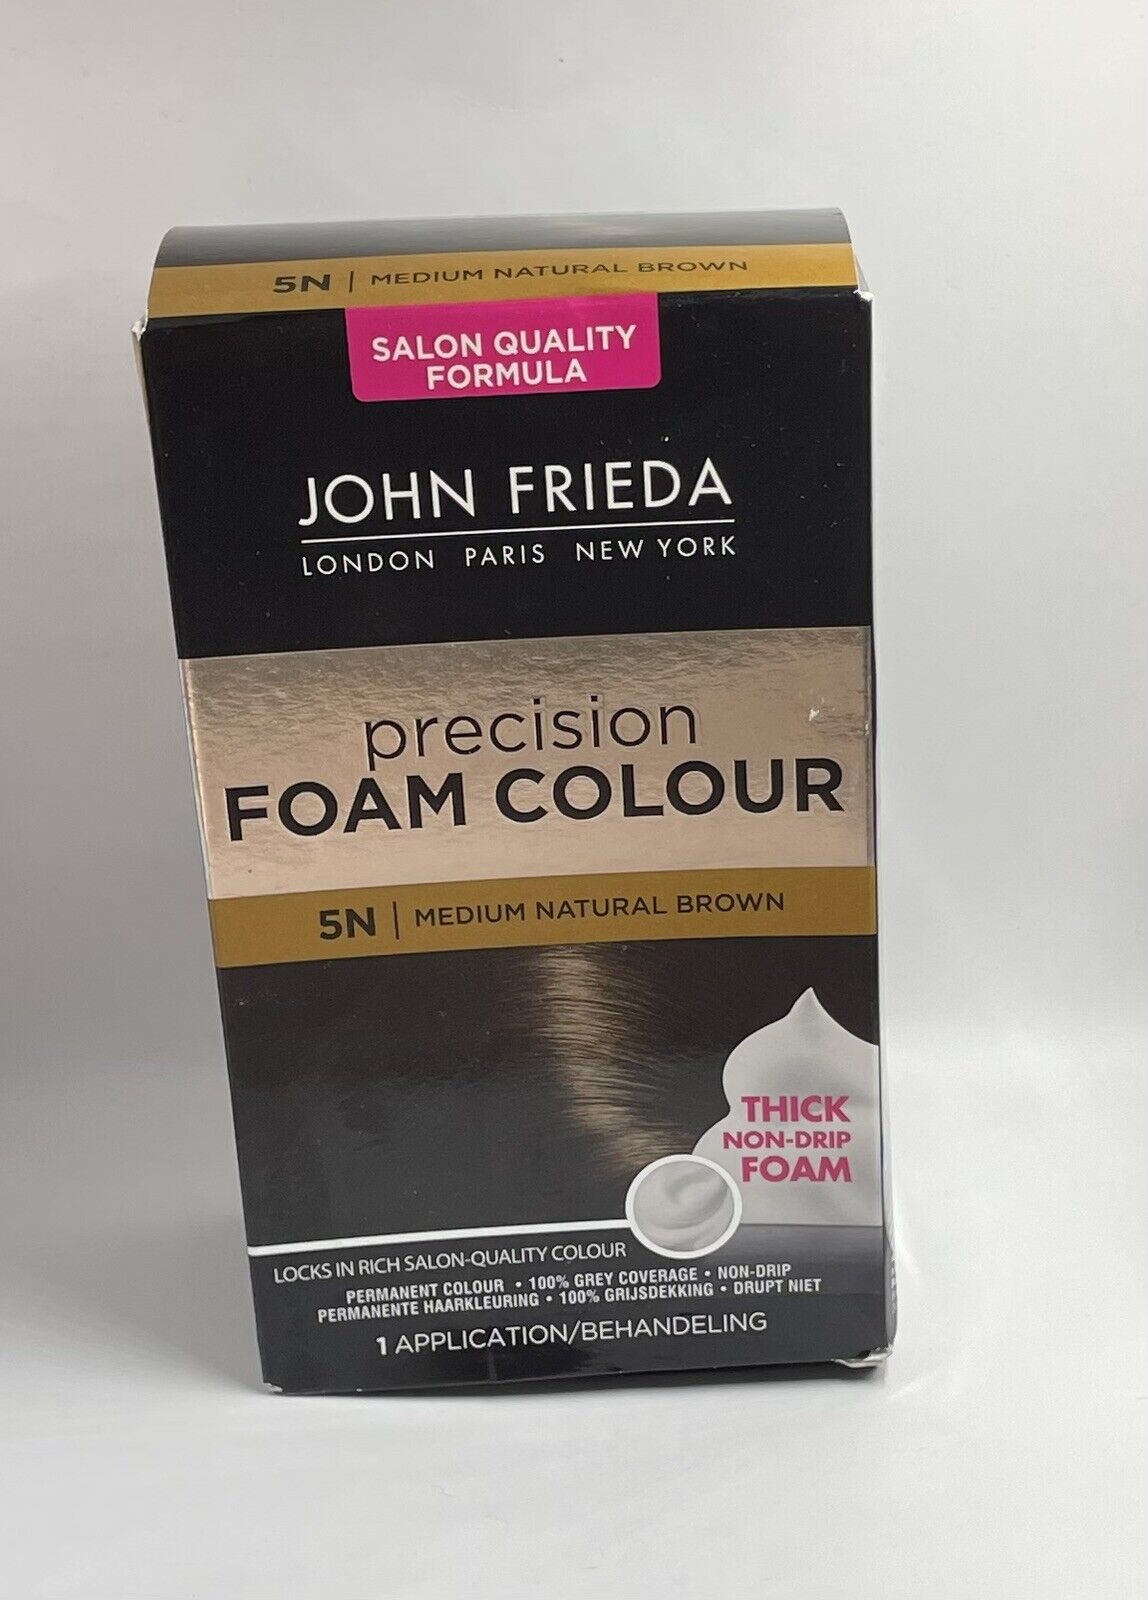 5N | MEDIUM NATURAL BROWN
SALON QUALITY
FORMULA
JOHN FRIEDA
LONDON PARIS NEW YORK
precision
FOAM COLOUR
5N | MEDIUM NATURAL BROWN
THICK
NON-DRIP
FOAM
LOCKS IN RICH SALON-QUALITY COLOUR
PERMANENT COLOUR • 100% GREY COVERAGE • NON-DRIP
PERMANENTE HAARKLEURING • 100% GRIJSDEKKING • DRUPT NIET
1 APPLICATION/BEHANDELING